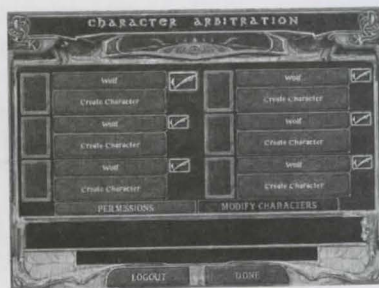 CHARACTER ARBITRATION
Wolf
Create Character
Wolf
Create Character
Wolf
Create Character
Wolf
Create Character
Wolf
Create Character
Wolf
Create Character
PERMISSIONS
MODIFY CHARACTERS
LOGOUT
DONE